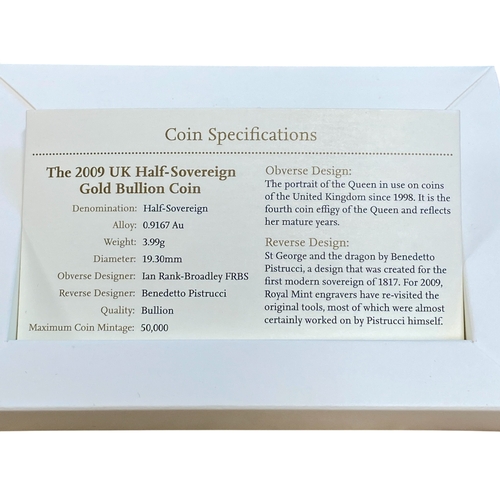 Coin Specifications
The 2009 UK Half-Sovereign
Gold Bullion Coin
Denomination: Half-Sovereign
Alloy: 0.9167 Au
Weight: 3.99g
Diameter: 19.30mm
Obverse Designer: Ian Rank-Broadley FRBS
Reverse Designer: Benedetto Pistrucci
Quality: Bullion
Maximum Coin Mintage: 50,000
Obverse Design:
The portrait of the Queen in use on coins
of the United Kingdom since 1998. It is the
fourth coin effigy of the Queen and reflects
her mature years.
Reverse Design:
St George and the dragon by Benedetto
Pistrucci, a design that was created for the
first modern sovereign of 1817. For 2009,
Royal Mint engravers have re-visited the
original tools, most of which were almost
certainly worked on by Pistrucci himself.